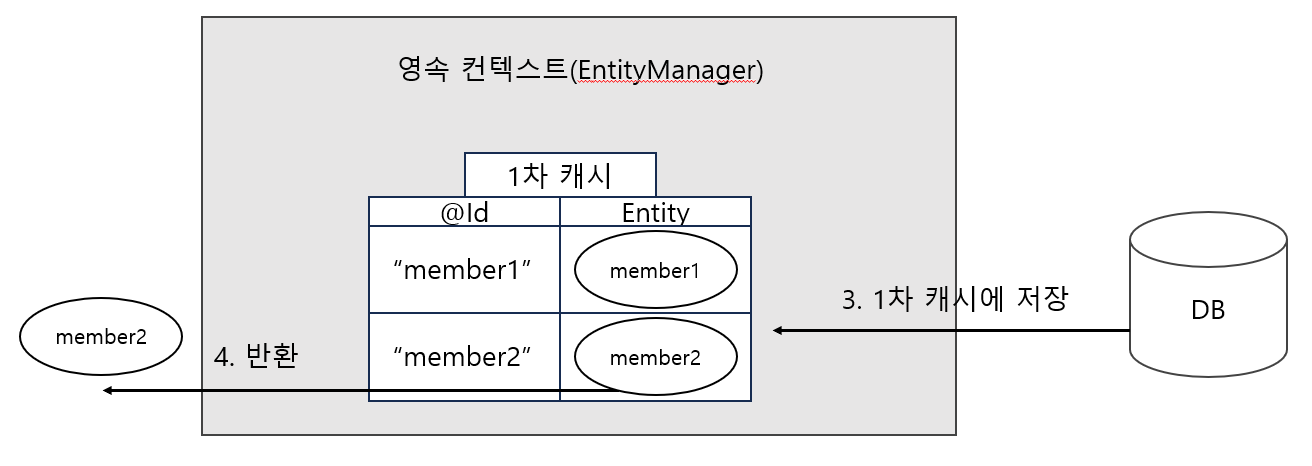 영속 컨텍스트(EntityManager)
1차 캐시
@Id Entity
“member1” member1
3. 1차 캐시에 저장
DB
member2
4. 반환
“member2” member2